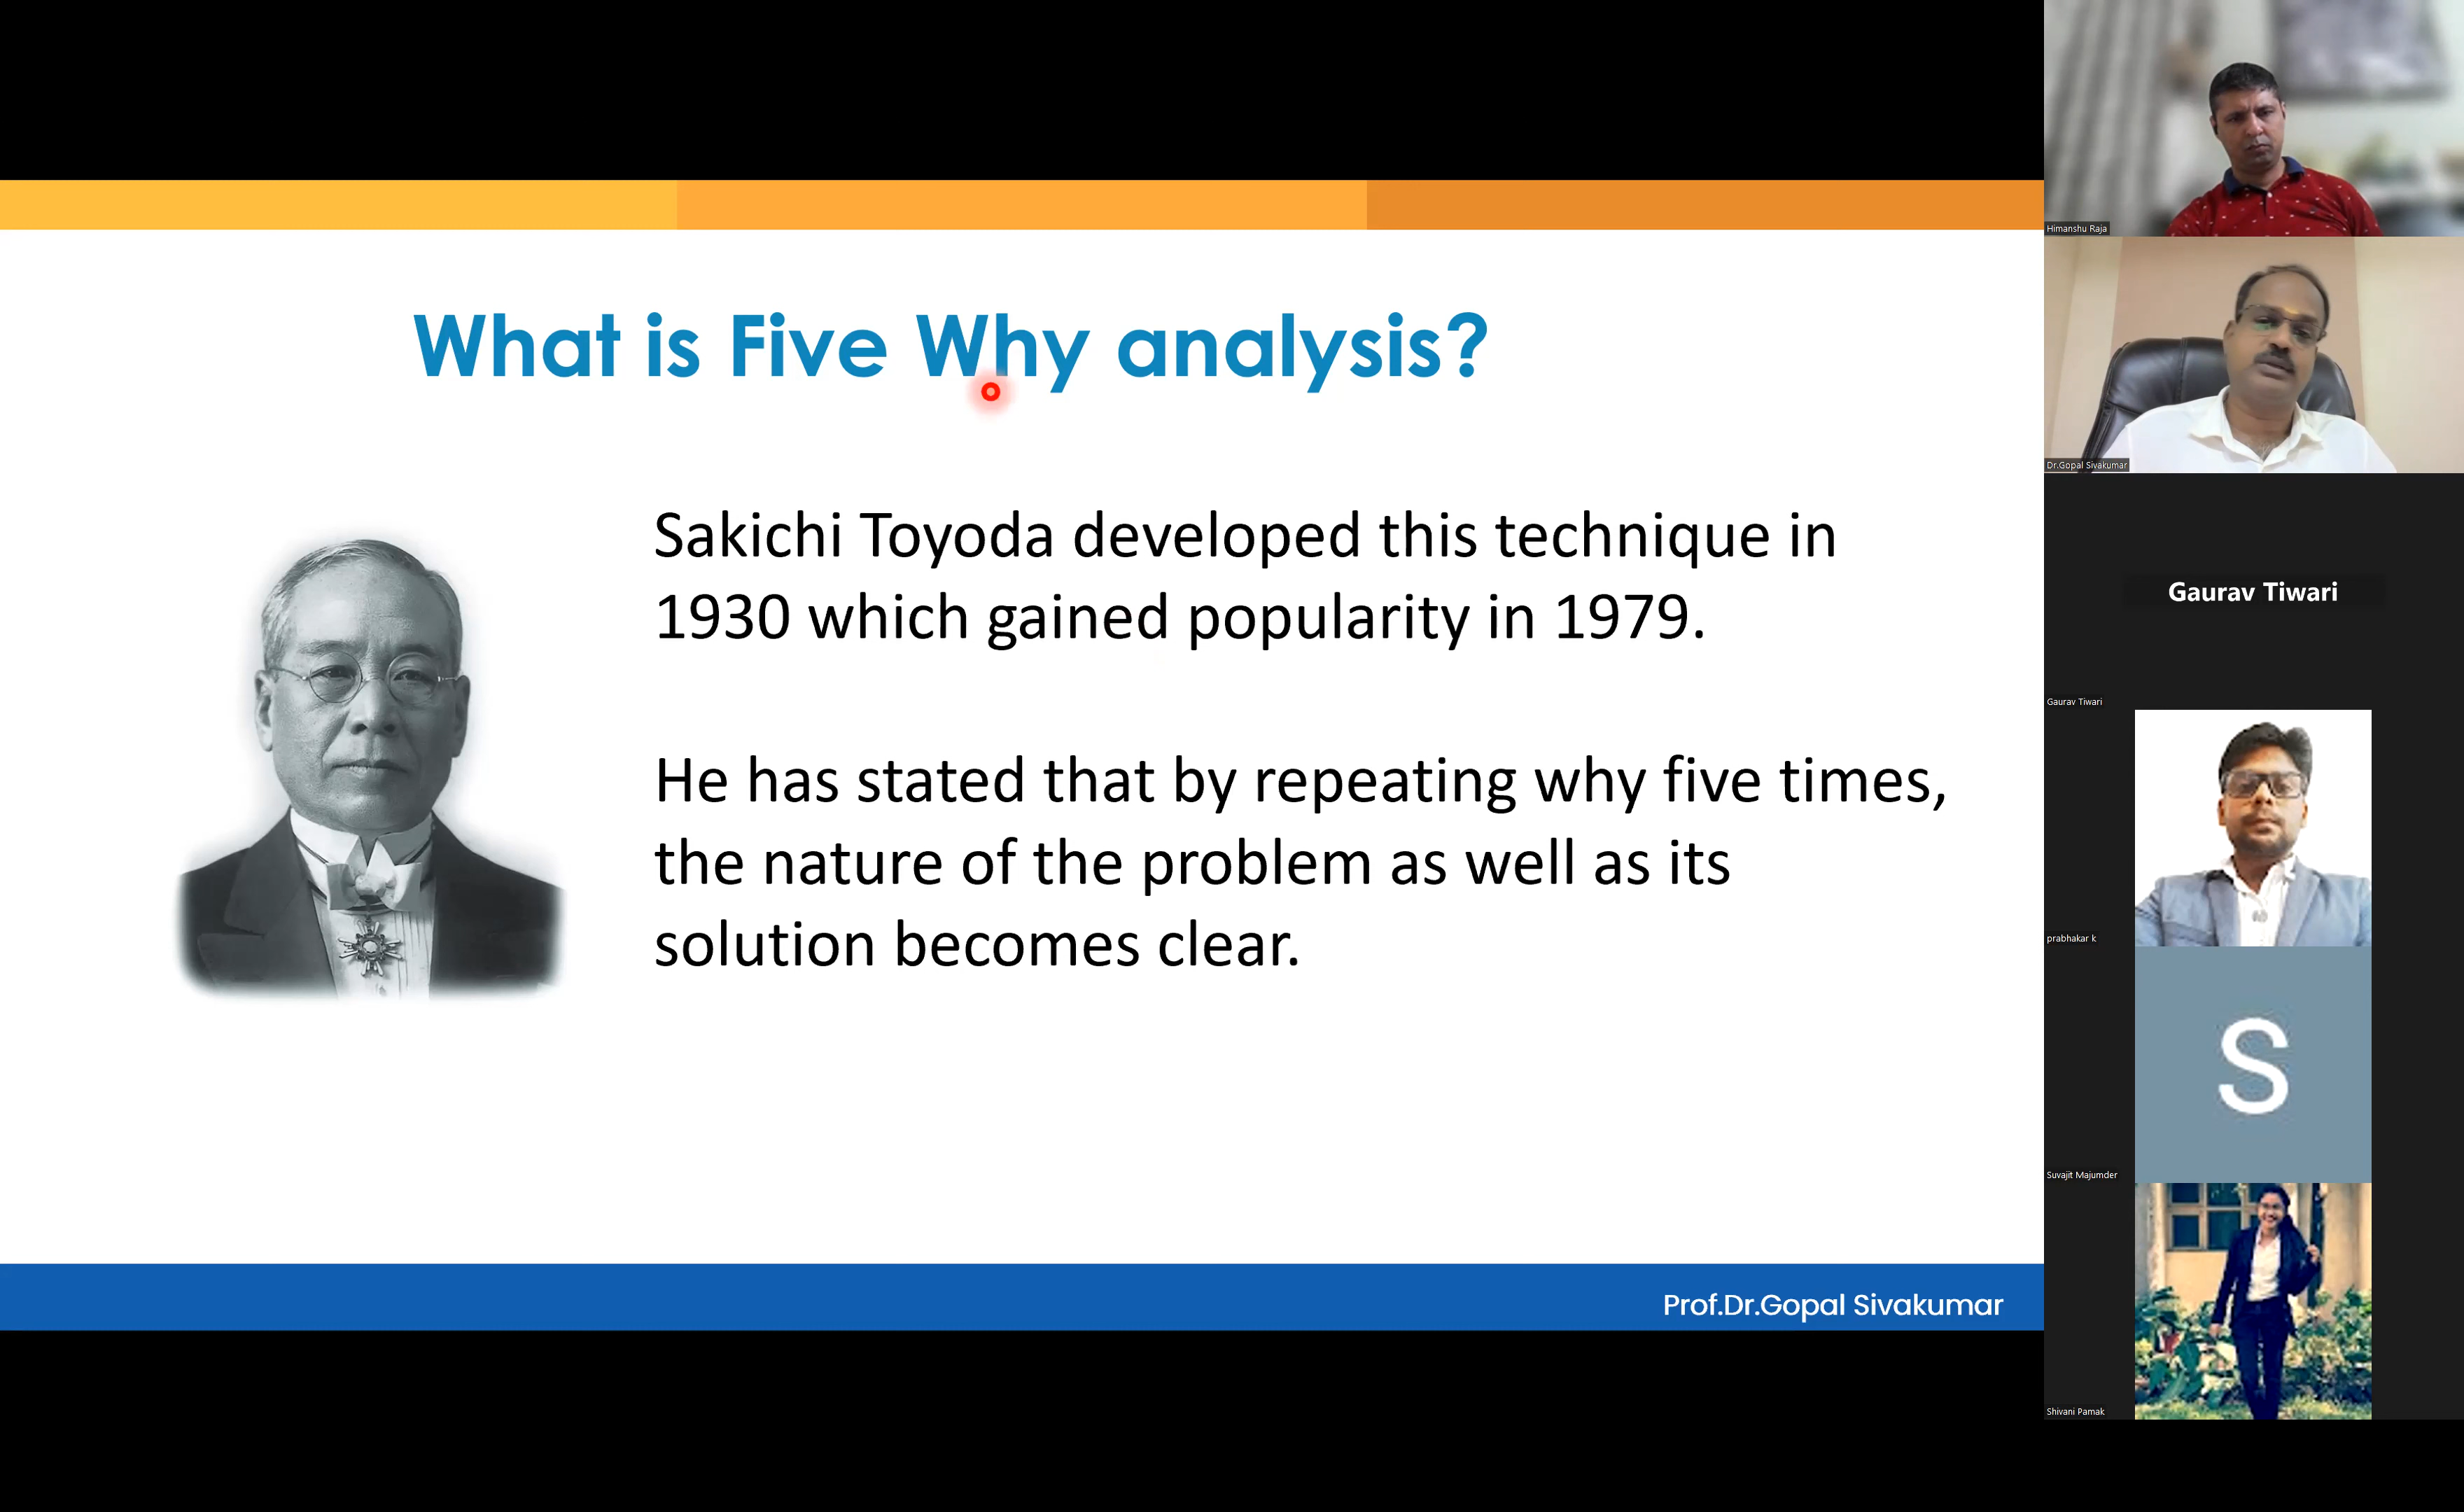 What is Five Why analysis?
Sakichi Toyoda developed this technique in
1930 which gained popularity in 1979.
He has stated that by repeating why five times,
the nature of the problem as well as its
solution becomes clear.
Prof.Dr.Gopal Sivakumar
Himanshu Raja
Dr.Gopal Sivakumar
Gaurav Tiwari
Gaurav Tiwari
prabhakar k
S
Suvajit Majumder
Shivani Pamak